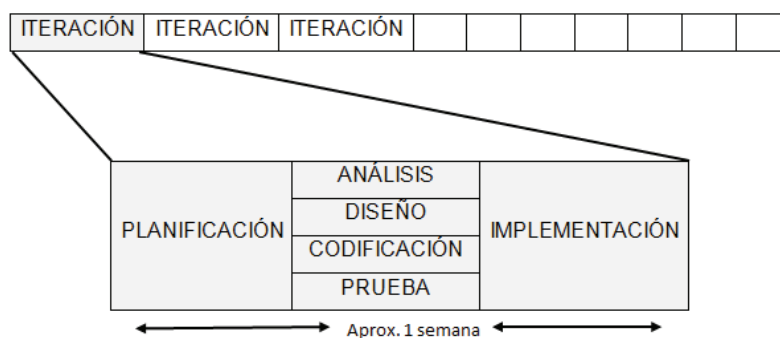 ITERACIÓN ITERACIÓN ITERACIÓN
ANÁLISIS
DISEÑO
PLANIFICACIÓN IMPLEMENTACIÓN
CODIFICACIÓN
PRUEBA
Aprox. 1 semana